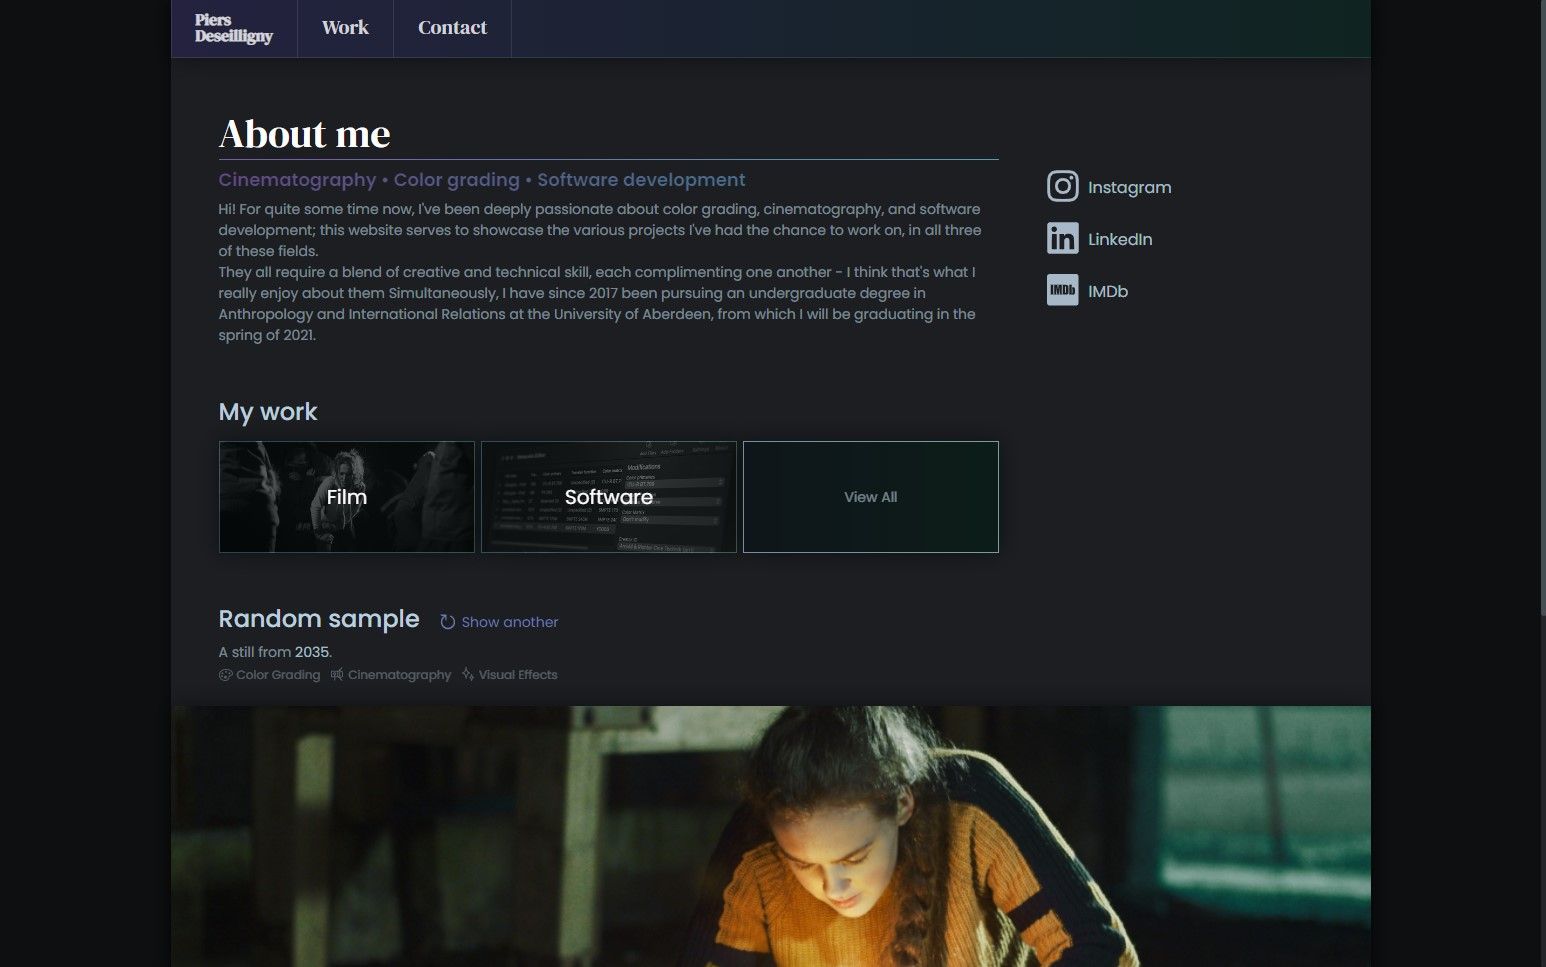 Piers
Deseilligny
Work
Contact
About me
Cinematography • Color grading • Software development
Hi! For quite some time now, I've been deeply passionate about color grading, cinematography, and software
development; this website serves to showcase the various projects I've had the chance to work on, in all three
of these fields.
They all require a blend of creative and technical skill, each complimenting one another - I think that's what I
really enjoy about them Simultaneously, I have since 2017 been pursuing an undergraduate degree in
Anthropology and International Relations at the University of Aberdeen, from which I will be graduating in the
spring of 2021.
Instagram
LinkedIn
IMDb
IMDb
My work
Film
Software
Modifications
View All
Random sample
Show another
A still from 2035.
Color Grading
Cinematography
Visual Effects